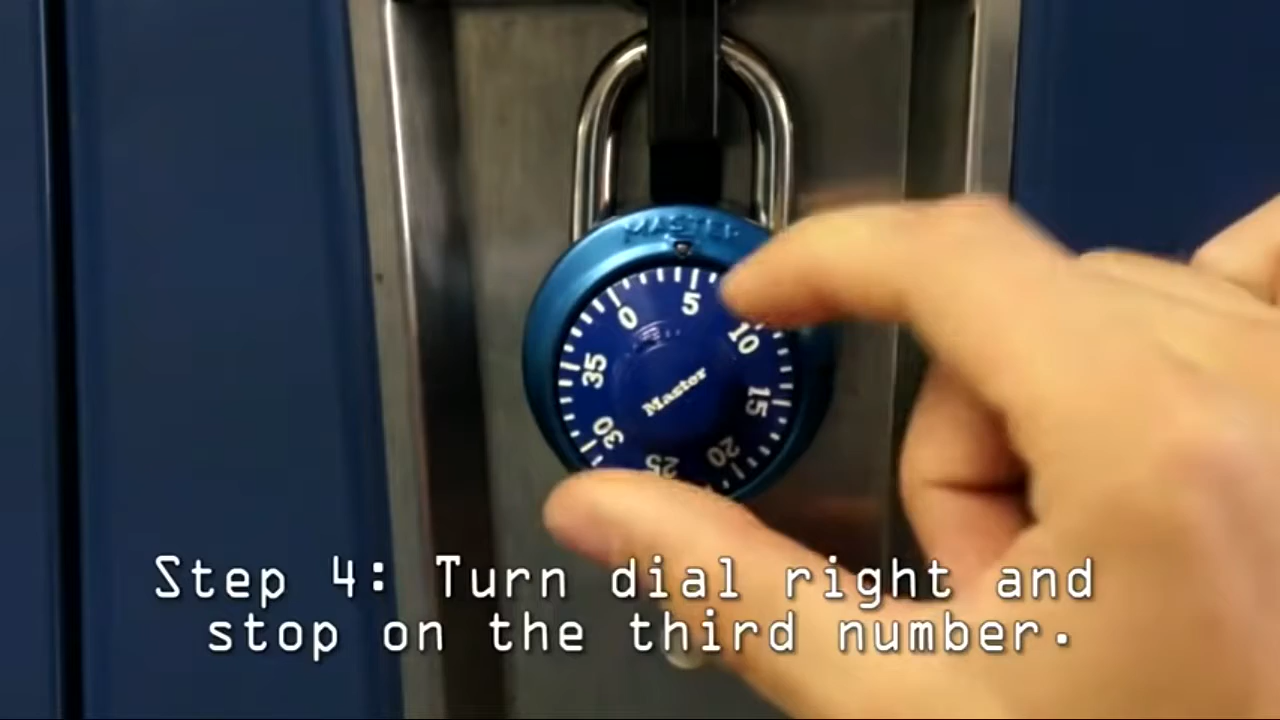 MASTER
0 5 10 15 20 25 30 35
Master
Step 4: Turn dial right and
stop on the third number.